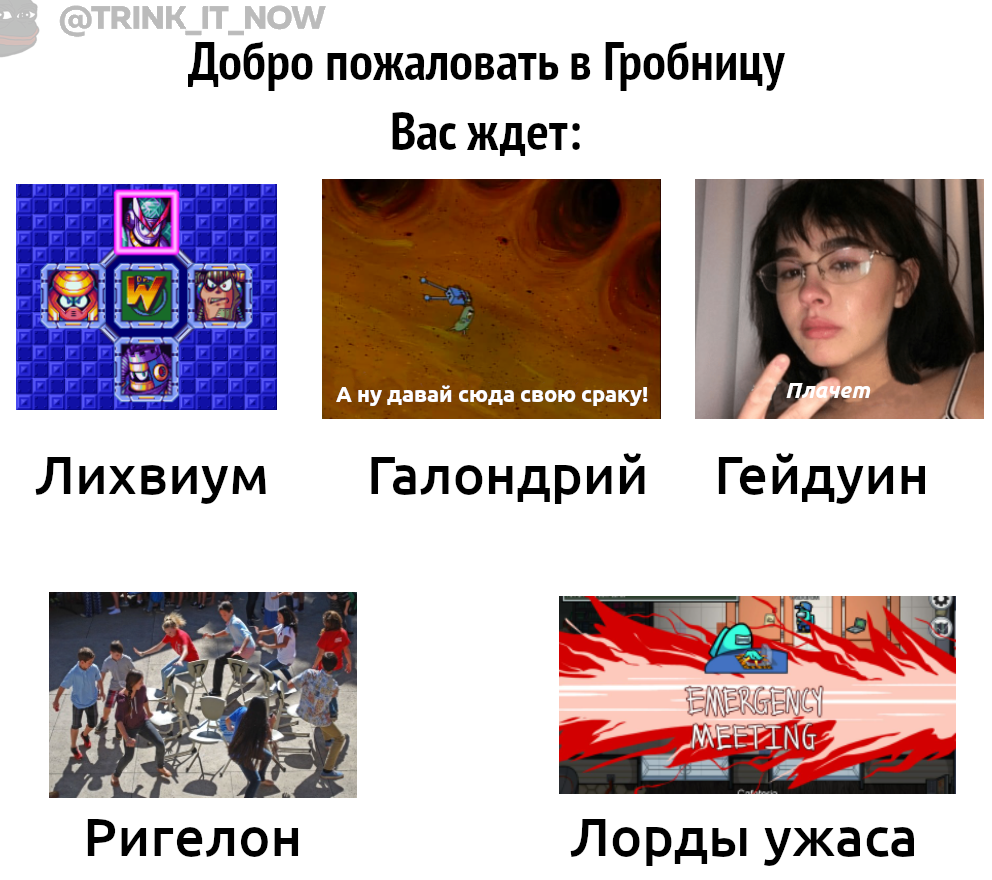 @TRINK_IT_NOW
Добро пожаловать в Гробницу
Вас ждет:
W
А ну давай сюда свою сраку!
Плачет
Лихвиум
Галондрий
Гейдуин
EMERGENCY
MEETING
Cafeteria
Ригелон
Лорды ужаса